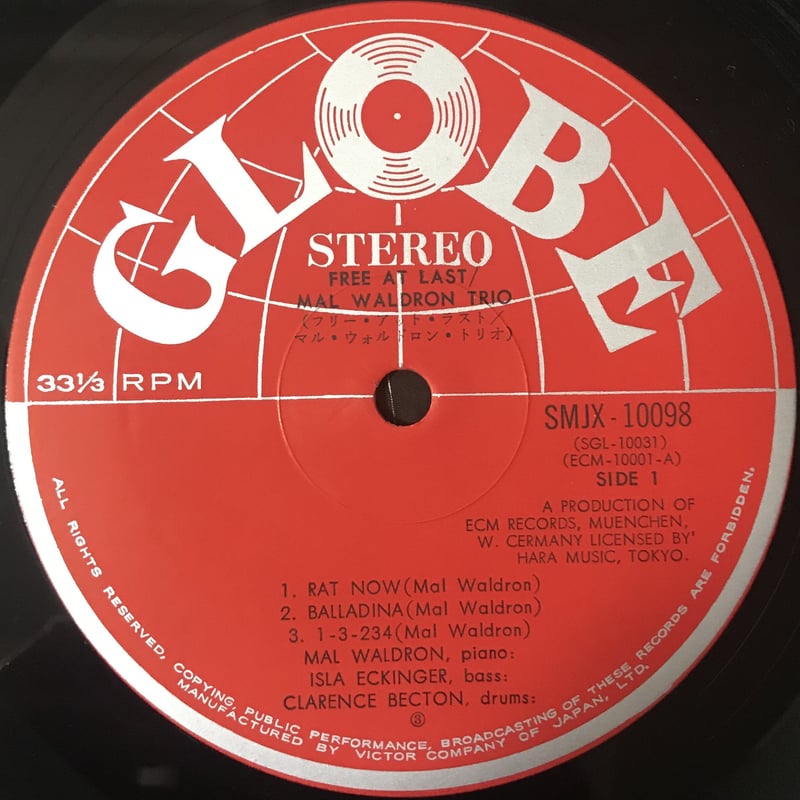 GLOBE
STEREO
FREE AT LAST/
MAL WALDRON TRIO
(フリー・アット・ラスト/
マル・ウォルドロン・トリオ)
33⅓ RPM
SMJX-10098
(SGL-10031)
(ECM-10001-A)
SIDE 1
A PRODUCTION OF
ECM RECORDS, MUENCHEN,
W. CERMANY LICENSED BY
HARA MUSIC, TOKYO.
1. RAT NOW(Mal Waldron)
2. BALLADINA(Mal Waldron)
3. 1-3-234(Mal Waldron)
MAL WALDRON, piano:
ISLA ECKINGER, bass:
CLARENCE BECTON, drums:
③
ALL RIGHTS RESERVED, COPYING, PUBLIC PERFORMANCE, BROADCASTING OF THESE RECORDS ARE FORBIDDEN,
MANUFACTURED BY VICTOR COMPANY OF JAPAN, LTD.